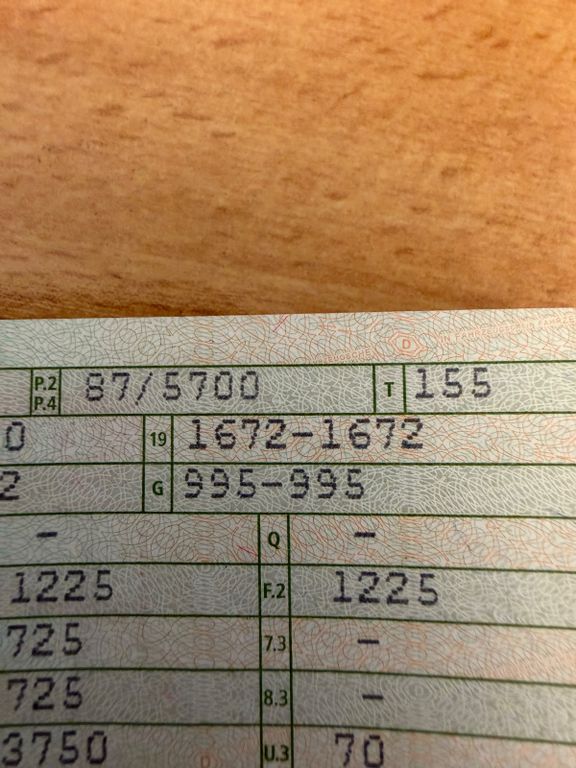 P.2 P.4 87/5700 T 155
0 19 1672-1672
2 G 995-995
- Q -
1225 F.2 1225
725 7.3 -
725 8.3 -
3750 U.3 70